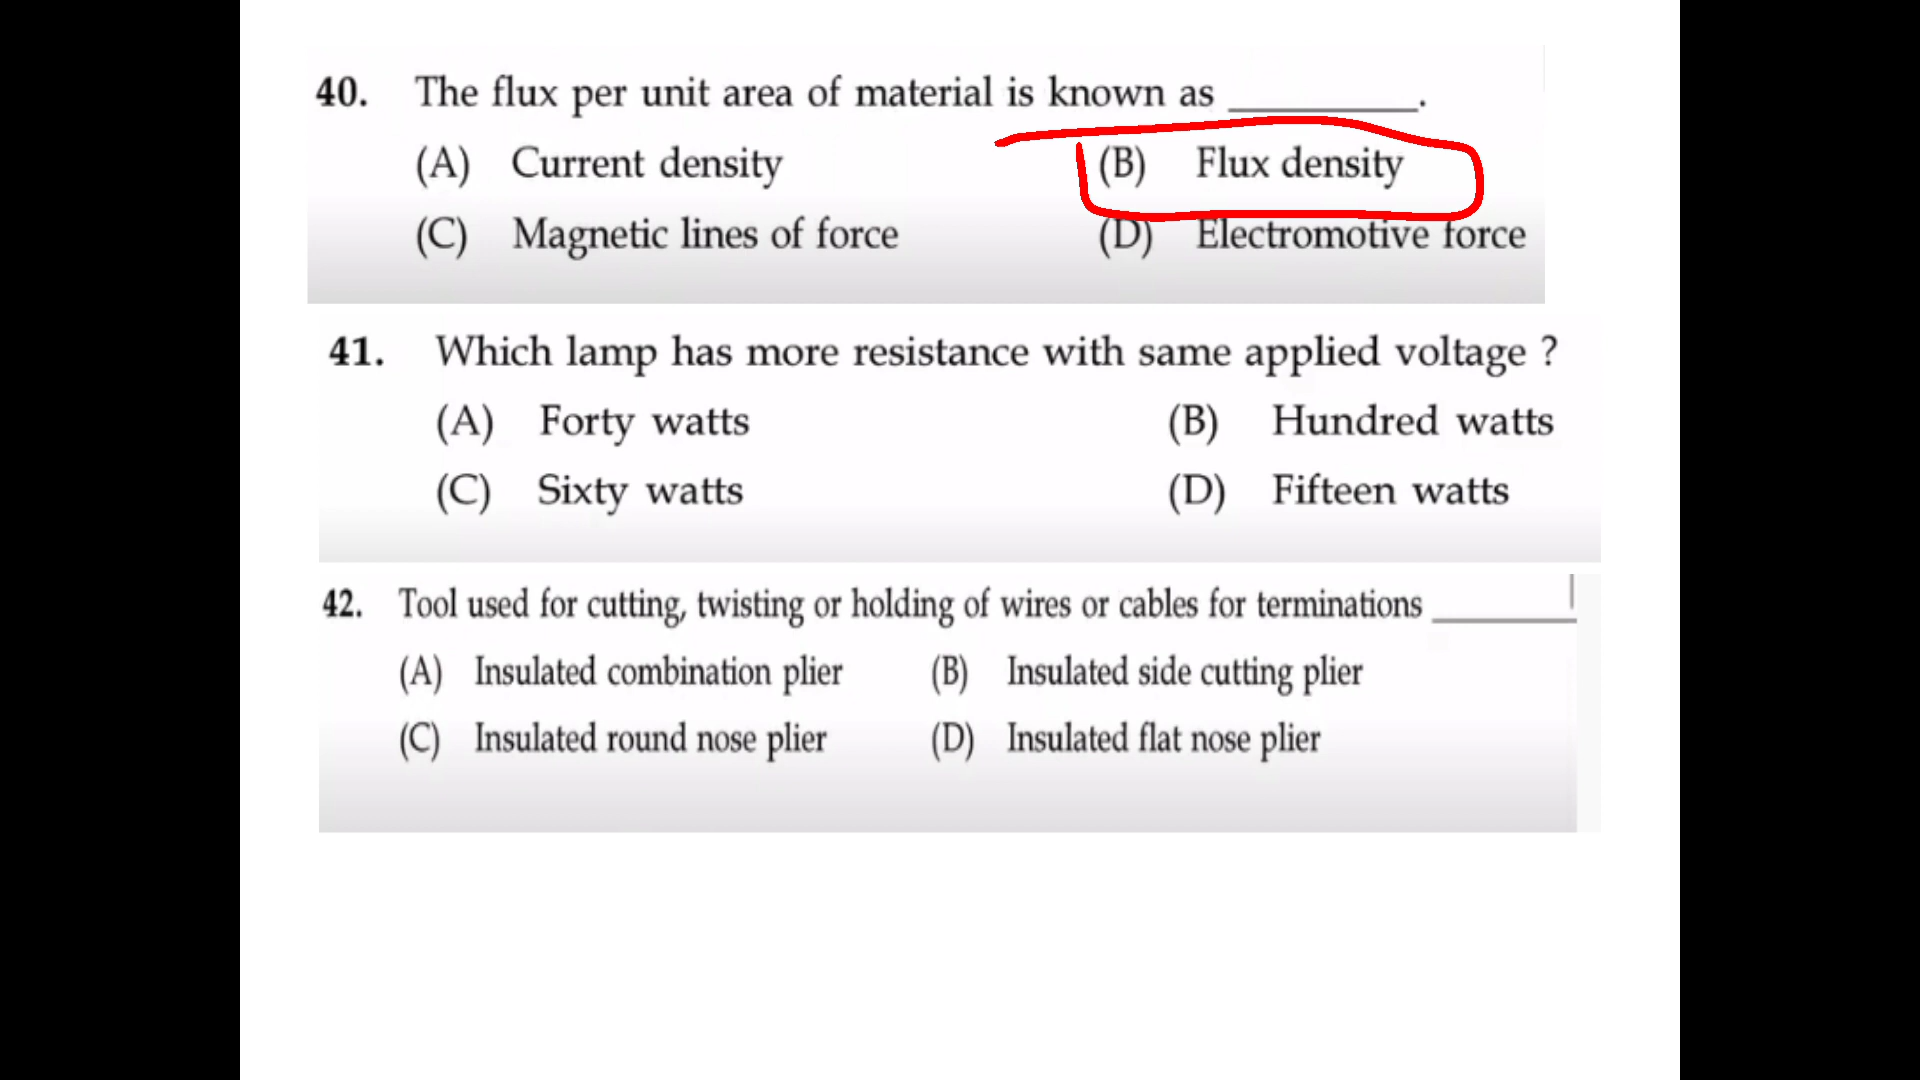 40. The flux per unit area of material is known as __________.
(A) Current density (B) Flux density
(C) Magnetic lines of force (D) Electromotive force
41. Which lamp has more resistance with same applied voltage ?
(A) Forty watts (B) Hundred watts
(C) Sixty watts (D) Fifteen watts
42. Tool used for cutting, twisting or holding of wires or cables for terminations __________
(A) Insulated combination plier (B) Insulated side cutting plier
(C) Insulated round nose plier (D) Insulated flat nose plier